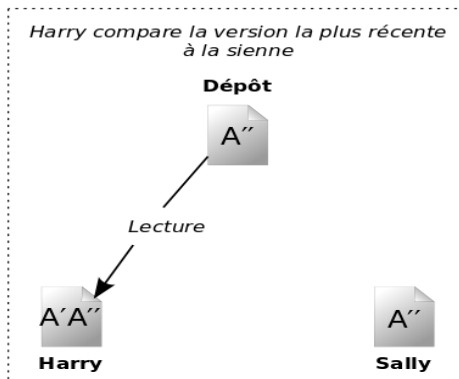 Harry compare la version la plus récente
à la sienne
Dépôt
A″
Lecture
A′A″
A″
Harry
Sally